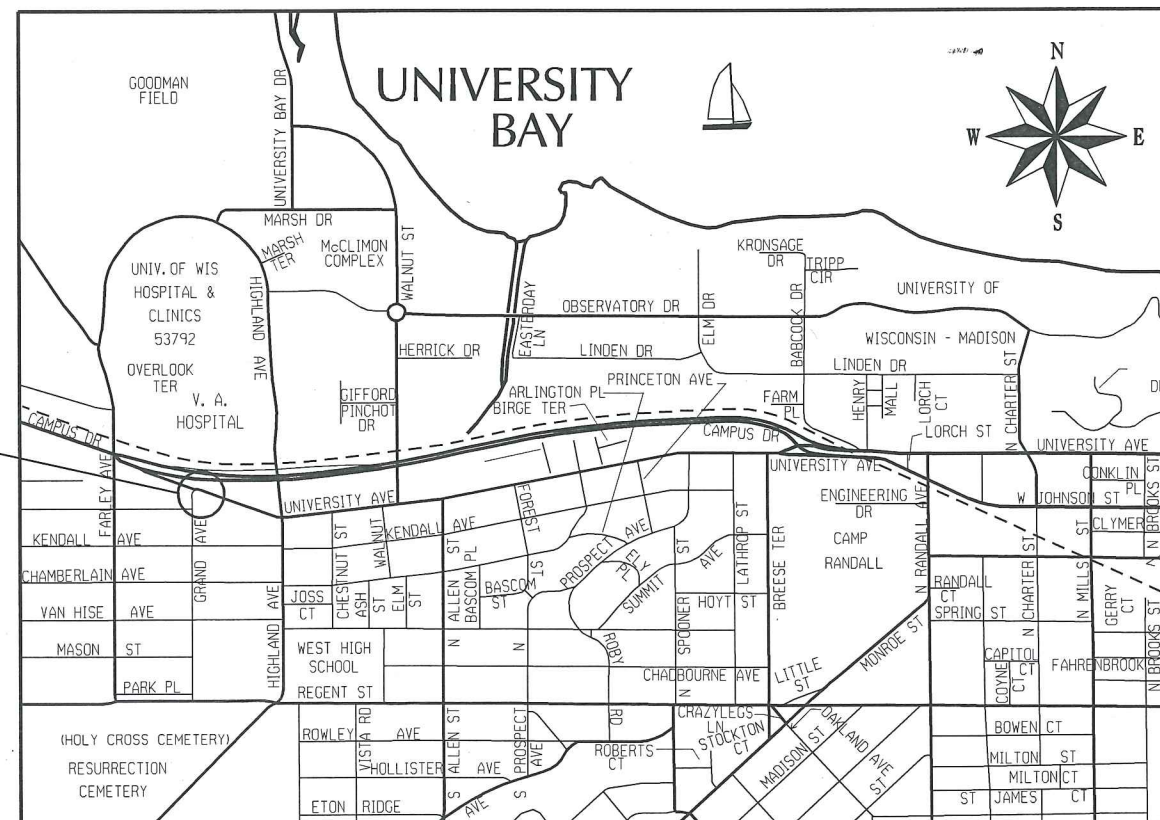 UNIVERSITY
BAY
N
W
E
S
GOODMAN
FIELD
UNIVERSITY BAY DR
MARSH DR
MARSH
TER
McCLIMON
COMPLEX
WALNUT ST
UNIV. OF WIS
HOSPITAL &
CLINICS
53792
OVERLOOK
TER
V. A.
HOSPITAL
HIGHLAND AVE
EASTERDAY
LN
OBSERVATORY DR
ELM DR
KRONSAGE
DR
TRIPP
CIR
BABCOCK DR
UNIVERSITY OF
WISCONSIN - MADISON
HERRICK DR
LINDEN DR
LINDEN DR
GIFFORD
PINCHOT
DR
ARLINGTON PL
PRINCETON AVE
BIRGE TER
FARM
PL
HENRY
MALL
LORCH
CT
N CHARTER ST
LORCH ST
CAMPUS DR
CAMPUS DR
UNIVERSITY AVE
UNIVERSITY AVE
UNIVERSITY AVE
CONKLIN
PL
W JOHNSON ST
CLYMER
N BROOKS ST
FARLEY AVE
GRAND AVE
KENDALL AVE
CHAMBERLAIN AVE
VAN HISE AVE
MASON ST
PARK PL
HIGHLAND AVE
CHESTNUT ST
WALNUT
ST
KENDALL AVE
JOSS
CT
ASH
ELM
ST
N ALLEN ST
BASCOM PL
BASCOM
ST
FOREST
N
ST
PROSPECT AVE
ELY
PL
SUMMIT AVE
N SPOONER ST
LATHROP ST
HOYT ST
ROBY
RD
CHADBOURNE AVE
BREESE TER
ENGINEERING
DR
CAMP
RANDALL
N RANDALL AVE
RANDALL
CT
SPRING ST
N CHARTER ST
N MILLS ST
GERRY
CT
CAPITOL
CT
COYNE
CT
FAHRENBROOK
N BROOKS ST
LITTLE
ST
MONROE ST
WEST HIGH
SCHOOL
REGENT ST
(HOLY CROSS CEMETERY)
RESURRECTION
CEMETERY
ROWLEY AVE
VISTA RD
HOLLISTER AVE
ETON RIDGE
S ALLEN ST
S PROSPECT
AVE
AVE
ROBERTS
CT
CRAZYLEGS
LN
STOCKTON
CT
MADISON ST
OAKLAND AVE
ST
BOWEN CT
MILTON ST
MILTON CT
ST JAMES CT